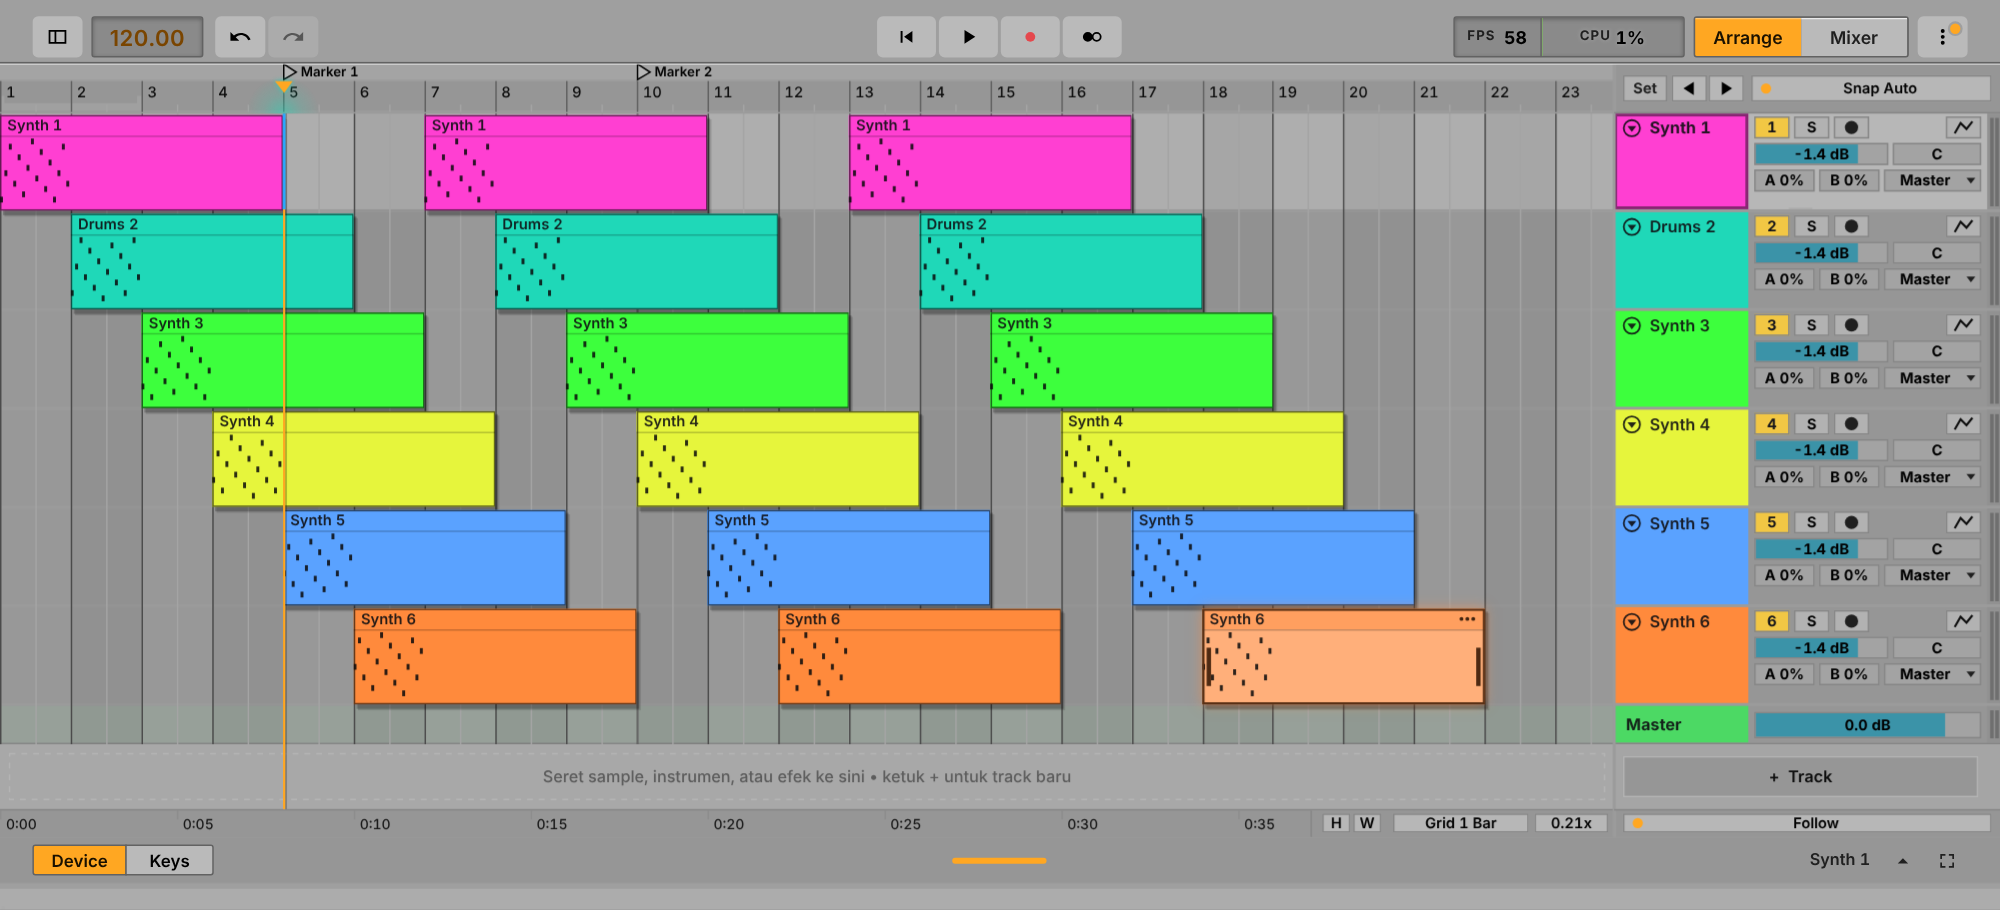 120.00
FPS 58 CPU 1% Arrange Mixer
Marker 1 Marker 2
1 2 3 4 5 6 7 8 9 10 11 12 13 14 15 16 17 18 19 20 21 22 23 Set Snap Auto
Synth 1 Synth 1 Synth 1 Synth 1 1 S
-1.4 dB C
A 0% B 0% Master
Drums 2 Drums 2 Drums 2 Drums 2 2 S
-1.4 dB C
A 0% B 0% Master
Synth 3 Synth 3 Synth 3 Synth 3 3 S
-1.4 dB C
A 0% B 0% Master
Synth 4 Synth 4 Synth 4 Synth 4 4 S
-1.4 dB C
A 0% B 0% Master
Synth 5 Synth 5 Synth 5 Synth 5 5 S
-1.4 dB C
A 0% B 0% Master
Synth 6 Synth 6 Synth 6 Synth 6 6 S
-1.4 dB C
A 0% B 0% Master
Master 0.0 dB
Seret sample, instrumen, atau efek ke sini • ketuk + untuk track baru + Track
0:00 0:05 0:10 0:15 0:20 0:25 0:30 0:35 H W Grid 1 Bar 0.21x Follow
Device Keys Synth 1